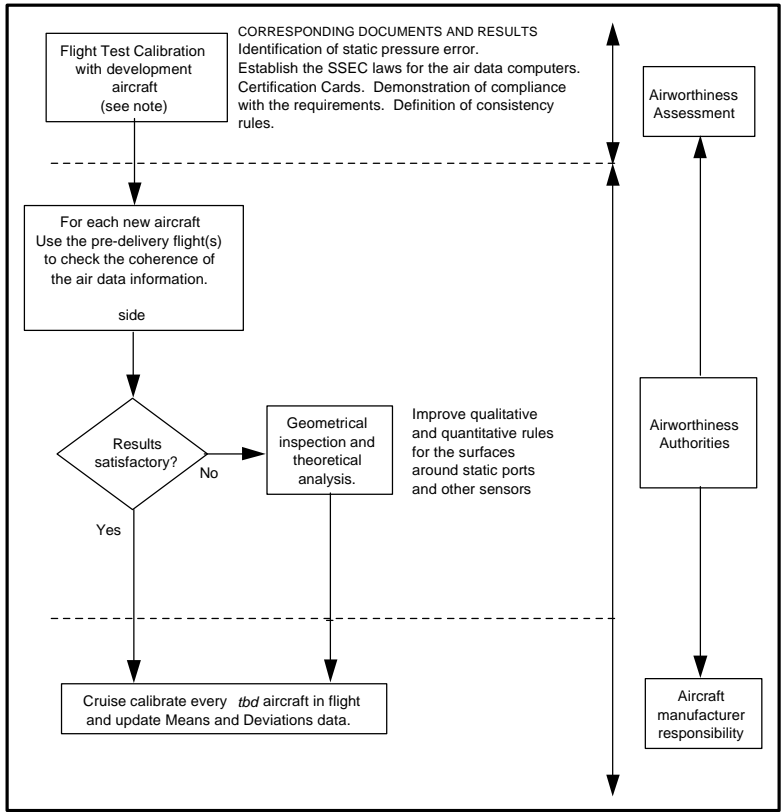 Flight Test Calibration
with development
aircraft
(see note)
CORRESPONDING DOCUMENTS AND RESULTS
Identification of static pressure error.
Establish the SSEC laws for the air data computers.
Certification Cards. Demonstration of compliance
with the requirements. Definition of consistency
rules.
Airworthiness
Assessment
For each new aircraft
Use the pre-delivery flight(s)
to check the coherence of
the air data information.
side
Results
satisfactory?
No
Yes
Geometrical
inspection and
theoretical
analysis.
Improve qualitative
and quantitative rules
for the surfaces
around static ports
and other sensors
Airworthiness
Authorities
Cruise calibrate every tbd aircraft in flight
and update Means and Deviations data.
Aircraft
manufacturer
responsibility